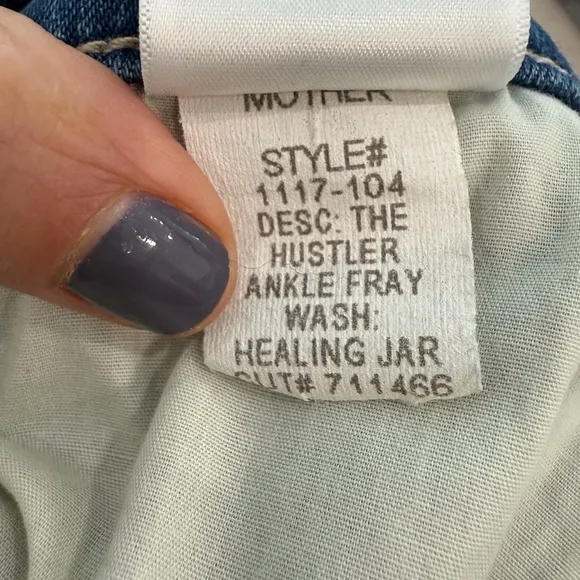 MOTHER
STYLE#
1117-104
DESC: THE
HUSTLER
ANKLE FRAY
WASH:
HEALING JAR
CUT# 711466